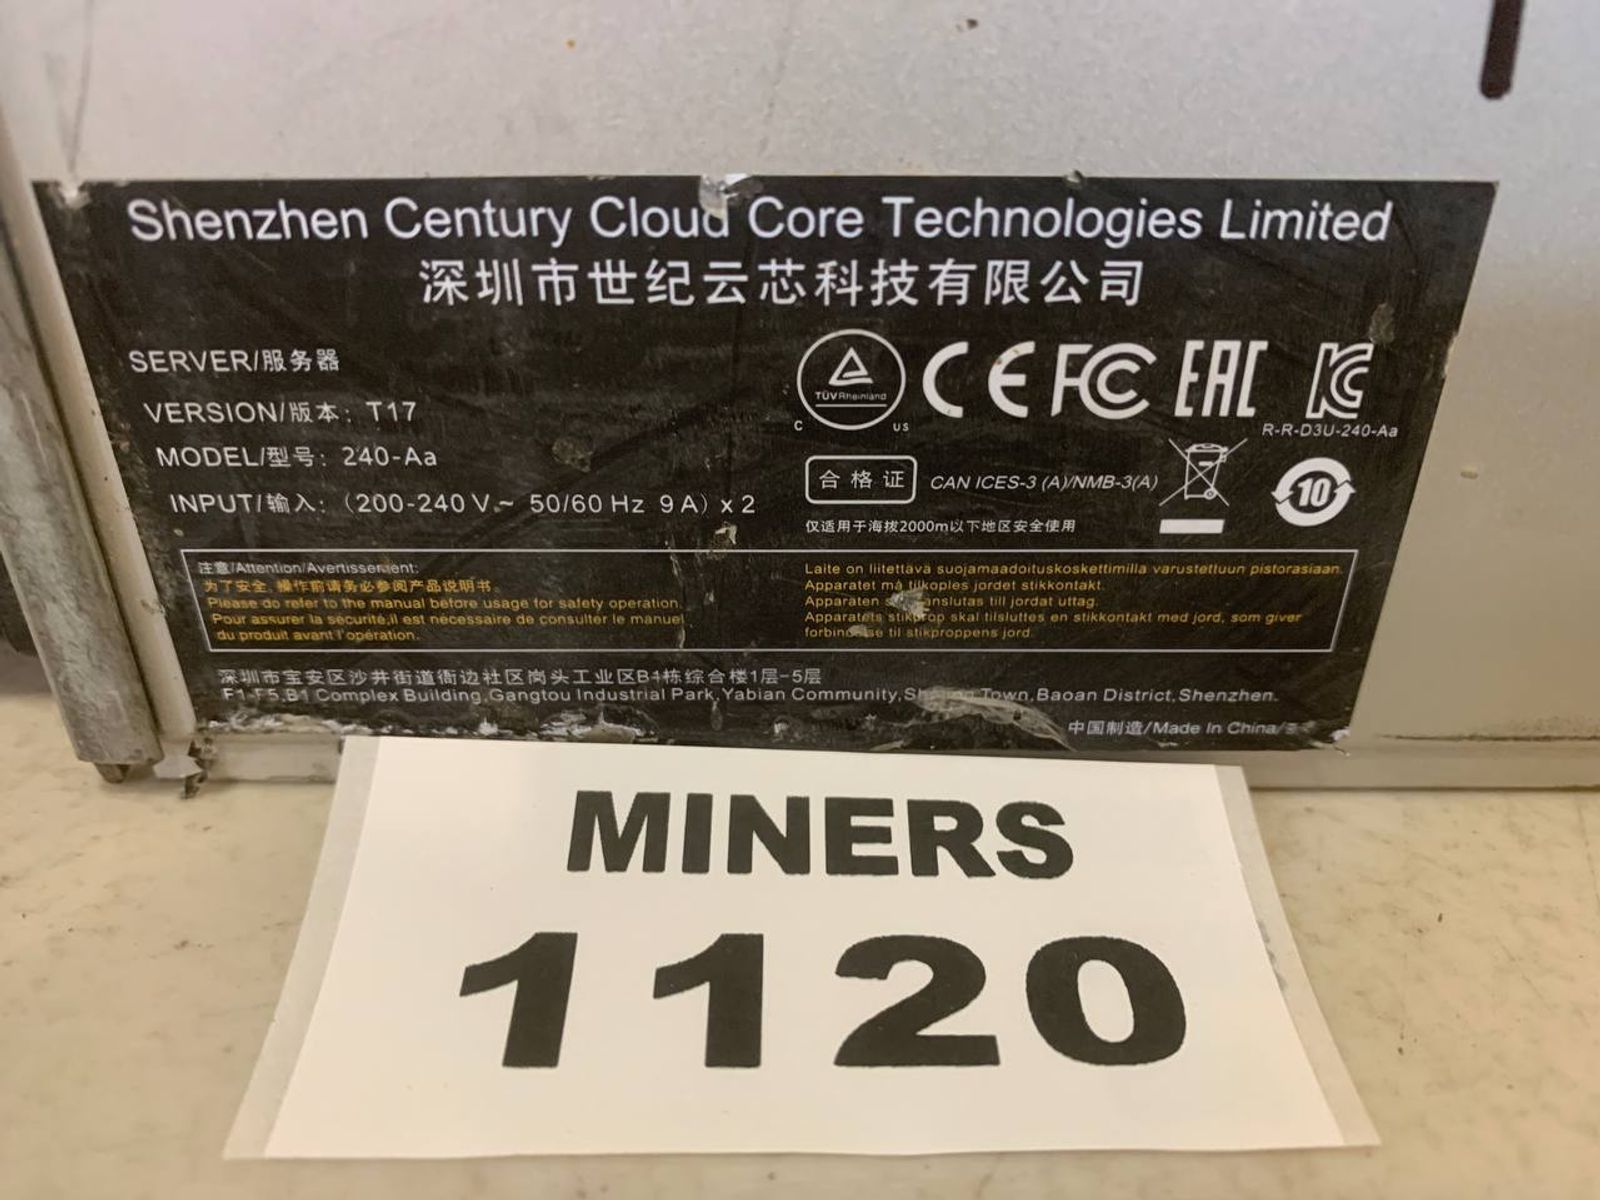 Shenzhen Century Cloud Core Technologies Limited
深圳市世纪云芯科技有限公司
SERVER/服务器
VERSION/版本: T17
MODEL/型号: 240-Aa
INPUT/输入: (200-240 V ~ 50/60 Hz 9 A) x 2
TÜVRheinland
C US
CE FC EAC KC
R-R-D3U-240-Aa
合格证
CAN ICES-3 (A)/NMB-3(A)
10
仅适用于海拔2000m以下地区安全使用
注意/Attention/Avertissement:
为了安全, 操作前请务必参阅产品说明书。
Please do refer to the manual before usage for safety operation.
Pour assurer la sécurité,il est nécessaire de consulter le manuel
du produit avant l'opération.
Laite on liitettävä suojamaadoituskoskettimilla varustettuun pistorasiaan.
Apparatet må tilkoples jordet stikkontakt.
Apparaten anslutas till jordat uttag.
Apparatets stikprop skal tilsluttes en stikkontakt med jord, som giver
til stikproppens jord.
深圳市宝安区沙井街道衙边社区岗头工业区B1栋综合楼1层-5层
F1-F5,B1 Complex Building,Gangtou Industrial Park,Yabian Community, Town,Baoan District,Shenzhen.
中国制造/Made In China/
MINERS
1120